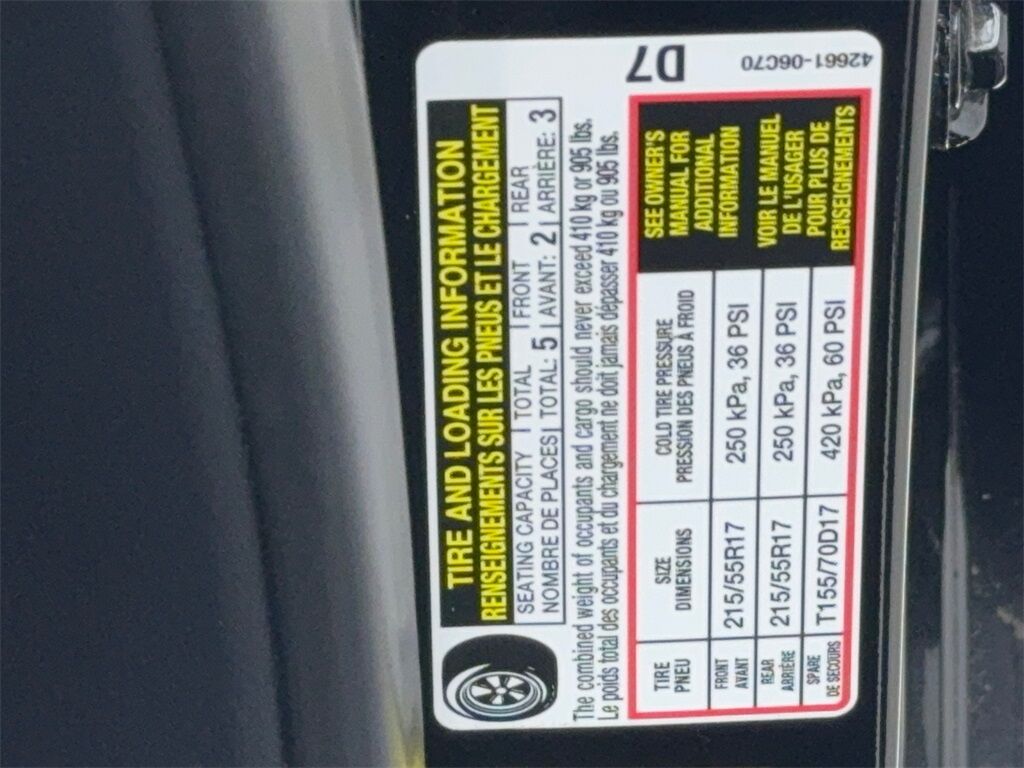 TIRE AND LOADING INFORMATION
RENSEIGNEMENTS SUR LES PNEUS ET LE CHARGEMENT
SEATING CAPACITY | TOTAL | FRONT | REAR
NOMBRE DE PLACES | TOTAL: 5 | AVANT: 2 | ARRIÈRE: 3
The combined weight of occupants and cargo should never exceed 410 kg or 905 lbs.
Le poids total des occupants et du chargement ne doit jamais dépasser 410 kg ou 905 lbs.
TIRE SIZE COLD TIRE PRESSURE
PNEU DIMENSIONS PRESSION DES PNEUS À FROID
FRONT
AVANT 215/55R17 250 kPa, 36 PSI
REAR
ARRIÈRE 215/55R17 250 kPa, 36 PSI
SPARE
DE SECOURS T155/70D17 420 kPa, 60 PSI
SEE OWNER'S
MANUAL FOR
ADDITIONAL
INFORMATION
VOIR LE MANUEL
DE L'USAGER
POUR PLUS DE
RENSEIGNEMENTS
D7
42661-06C70